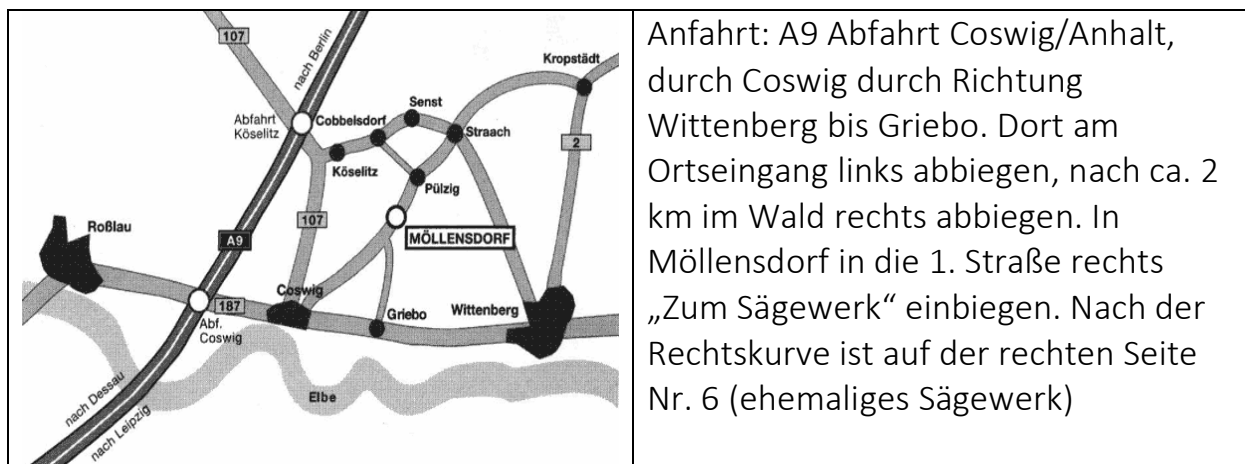 107
nach Berlin
Kropstädt
Abfahrt
Köselitz
Cobbelsdorf
Senst
Straach
2
Köselitz
Pülzig
107
Roßlau
A9
MÖLLENSDORF
Coswig
187
Griebo
Wittenberg
Abf.
Coswig
Elbe
nach Dessau
nach Leipzig
Anfahrt: A9 Abfahrt Coswig/Anhalt,
durch Coswig durch Richtung
Wittenberg bis Griebo. Dort am
Ortseingang links abbiegen, nach ca. 2
km im Wald rechts abbiegen. In
Möllensdorf in die 1. Straße rechts
„Zum Sägewerk“ einbiegen. Nach der
Rechtskurve ist auf der rechten Seite
Nr. 6 (ehemaliges Sägewerk)